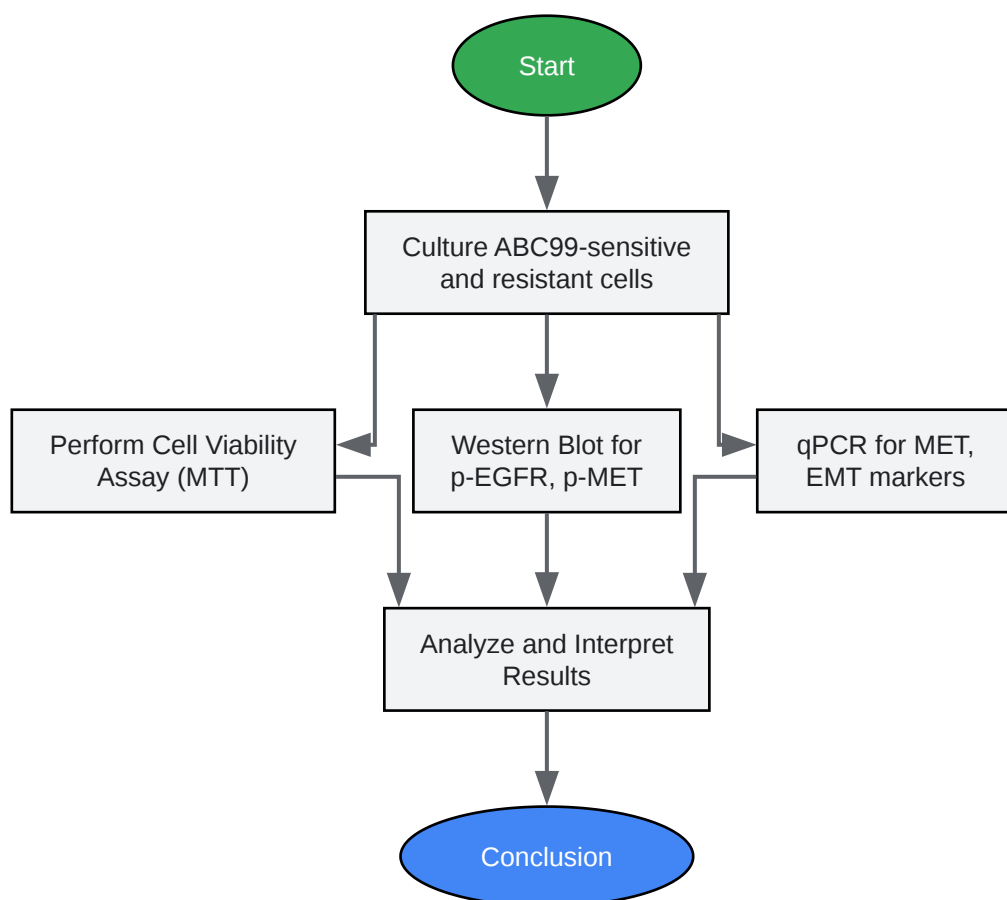 Start
Culture ABC99-sensitive
and resistant cells
Perform Cell Viability
Assay (MTT)
Western Blot for
p-EGFR, p-MET
qPCR for MET,
EMT markers
Analyze and Interpret
Results
Conclusion